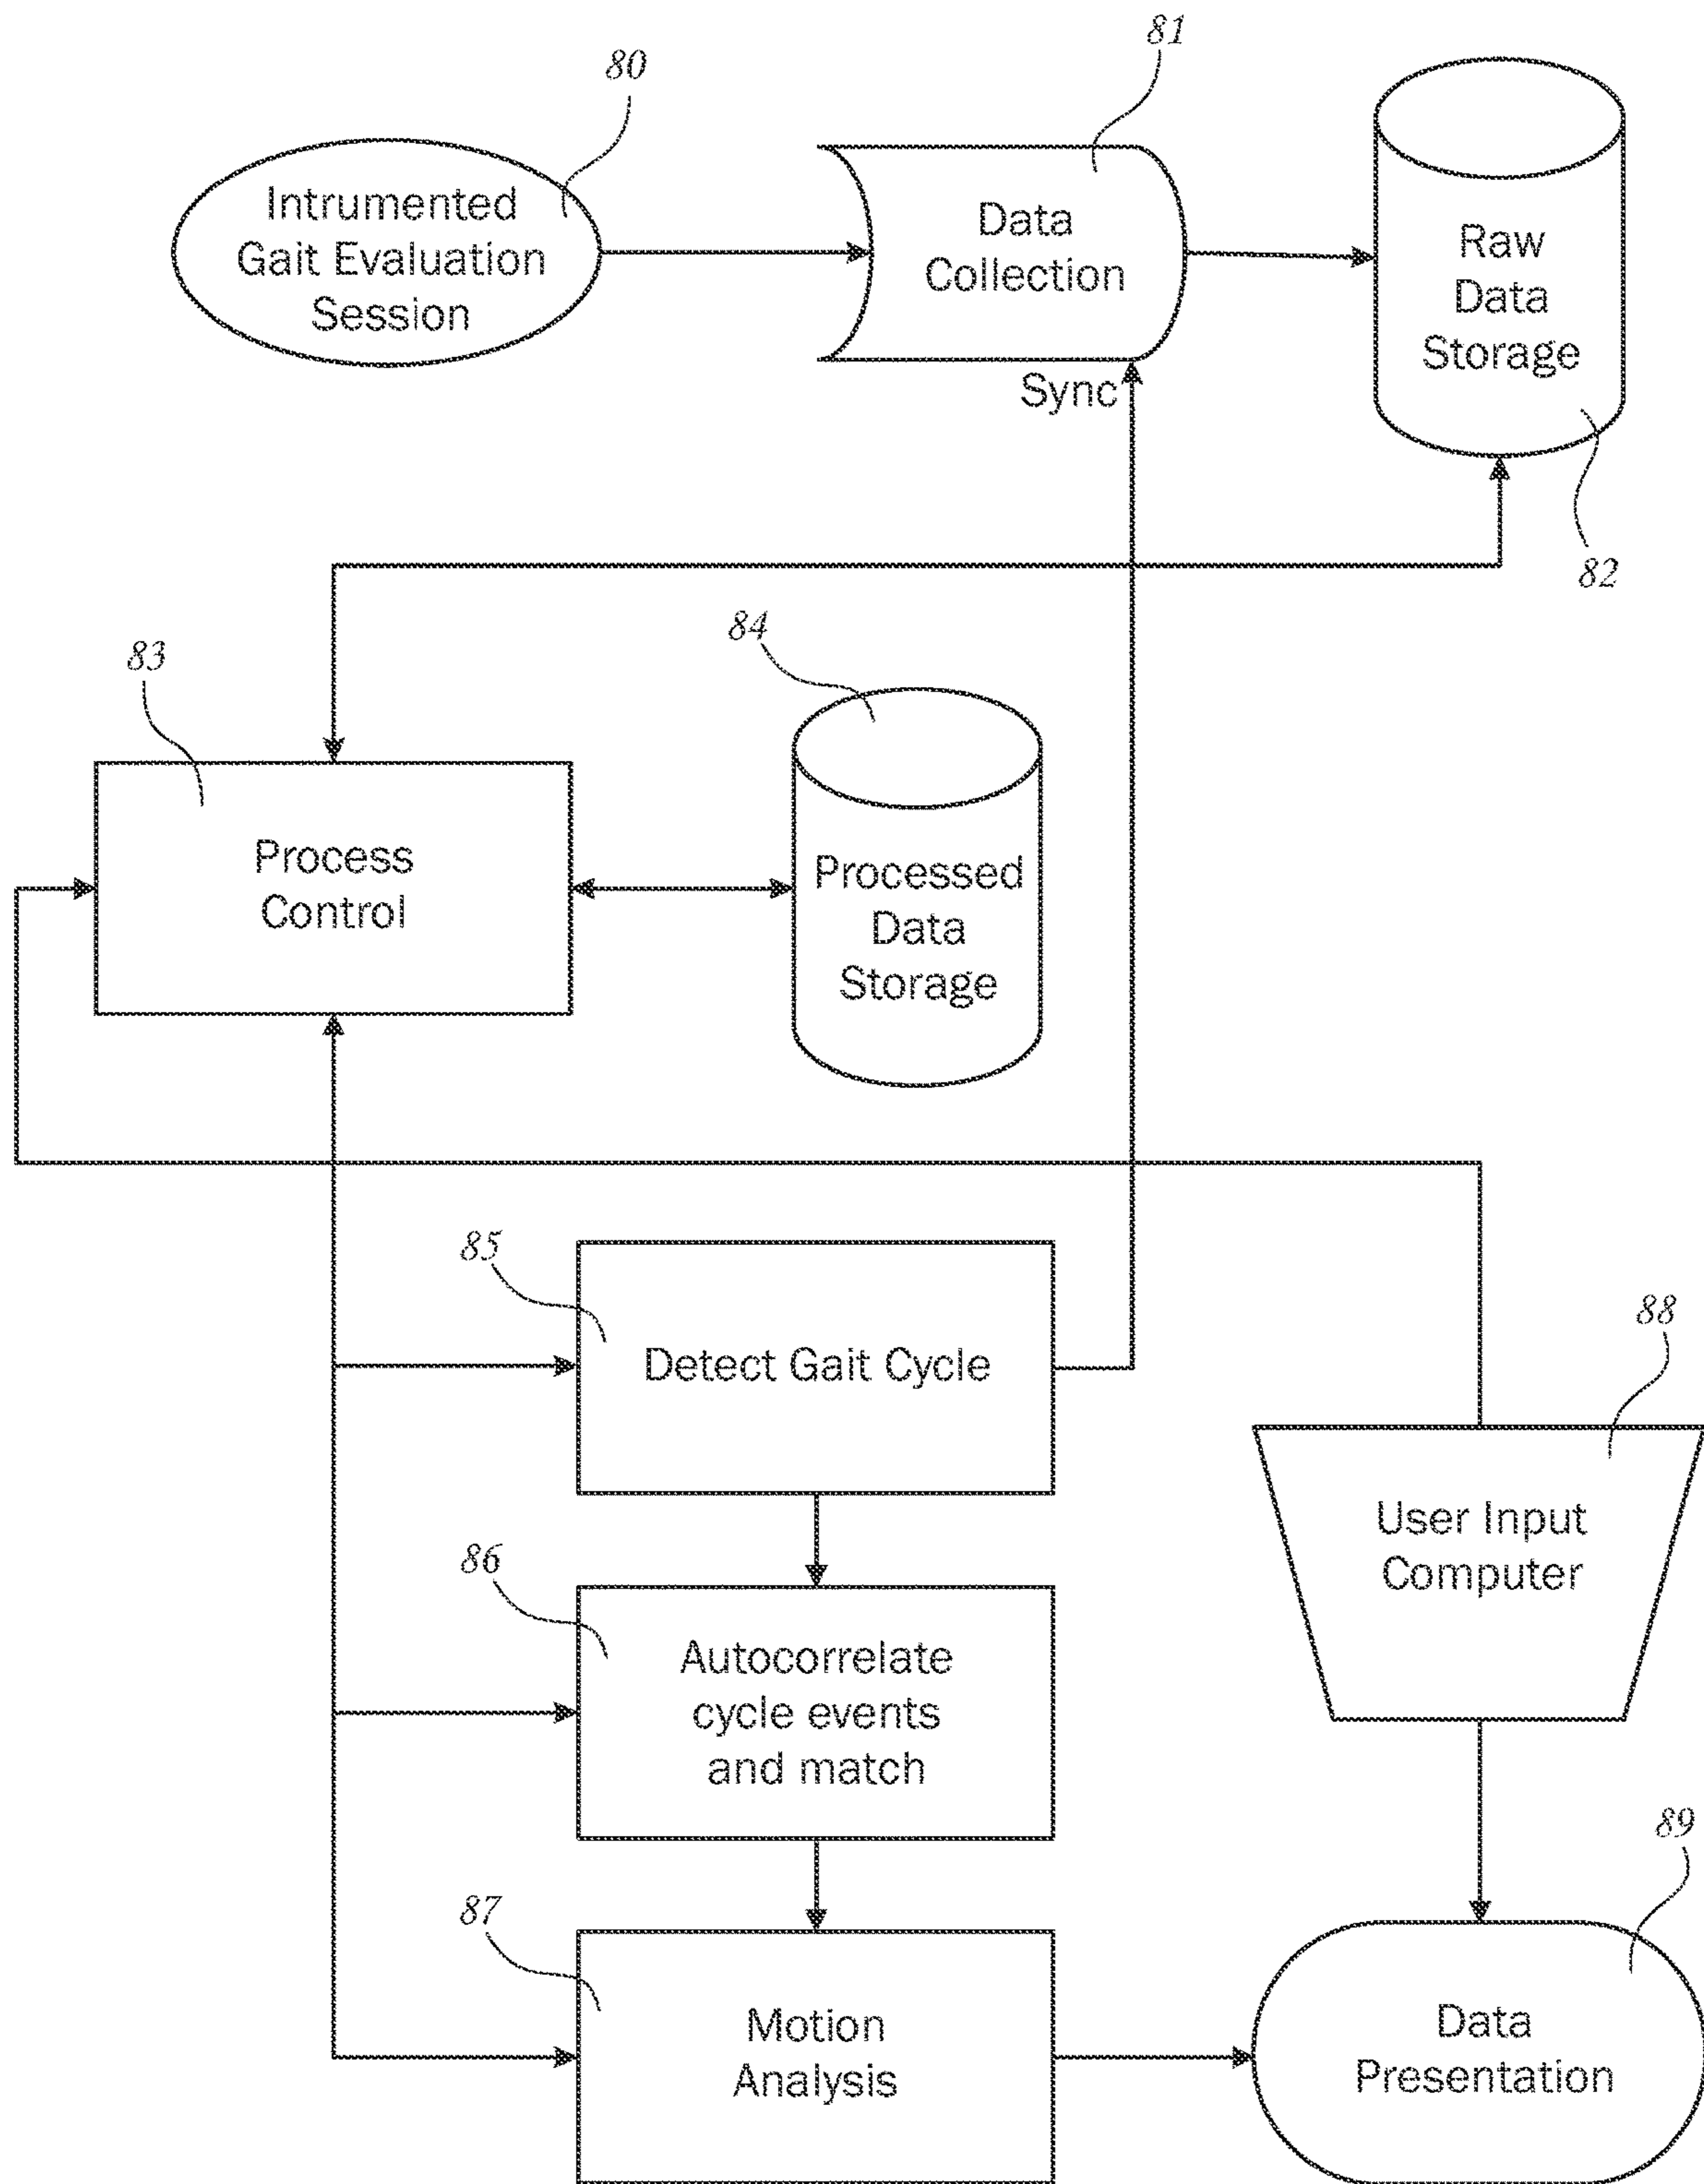 80
81
Intrumented
Gait Evaluation
Session
Data
Collection
Raw
Data
Storage
Sync
82
83
84
Process
Control
Processed
Data
Storage
85
Detect Gait Cycle
88
User Input
Computer
86
Autocorrelate
cycle events
and match
89
87
Motion
Analysis
Data
Presentation